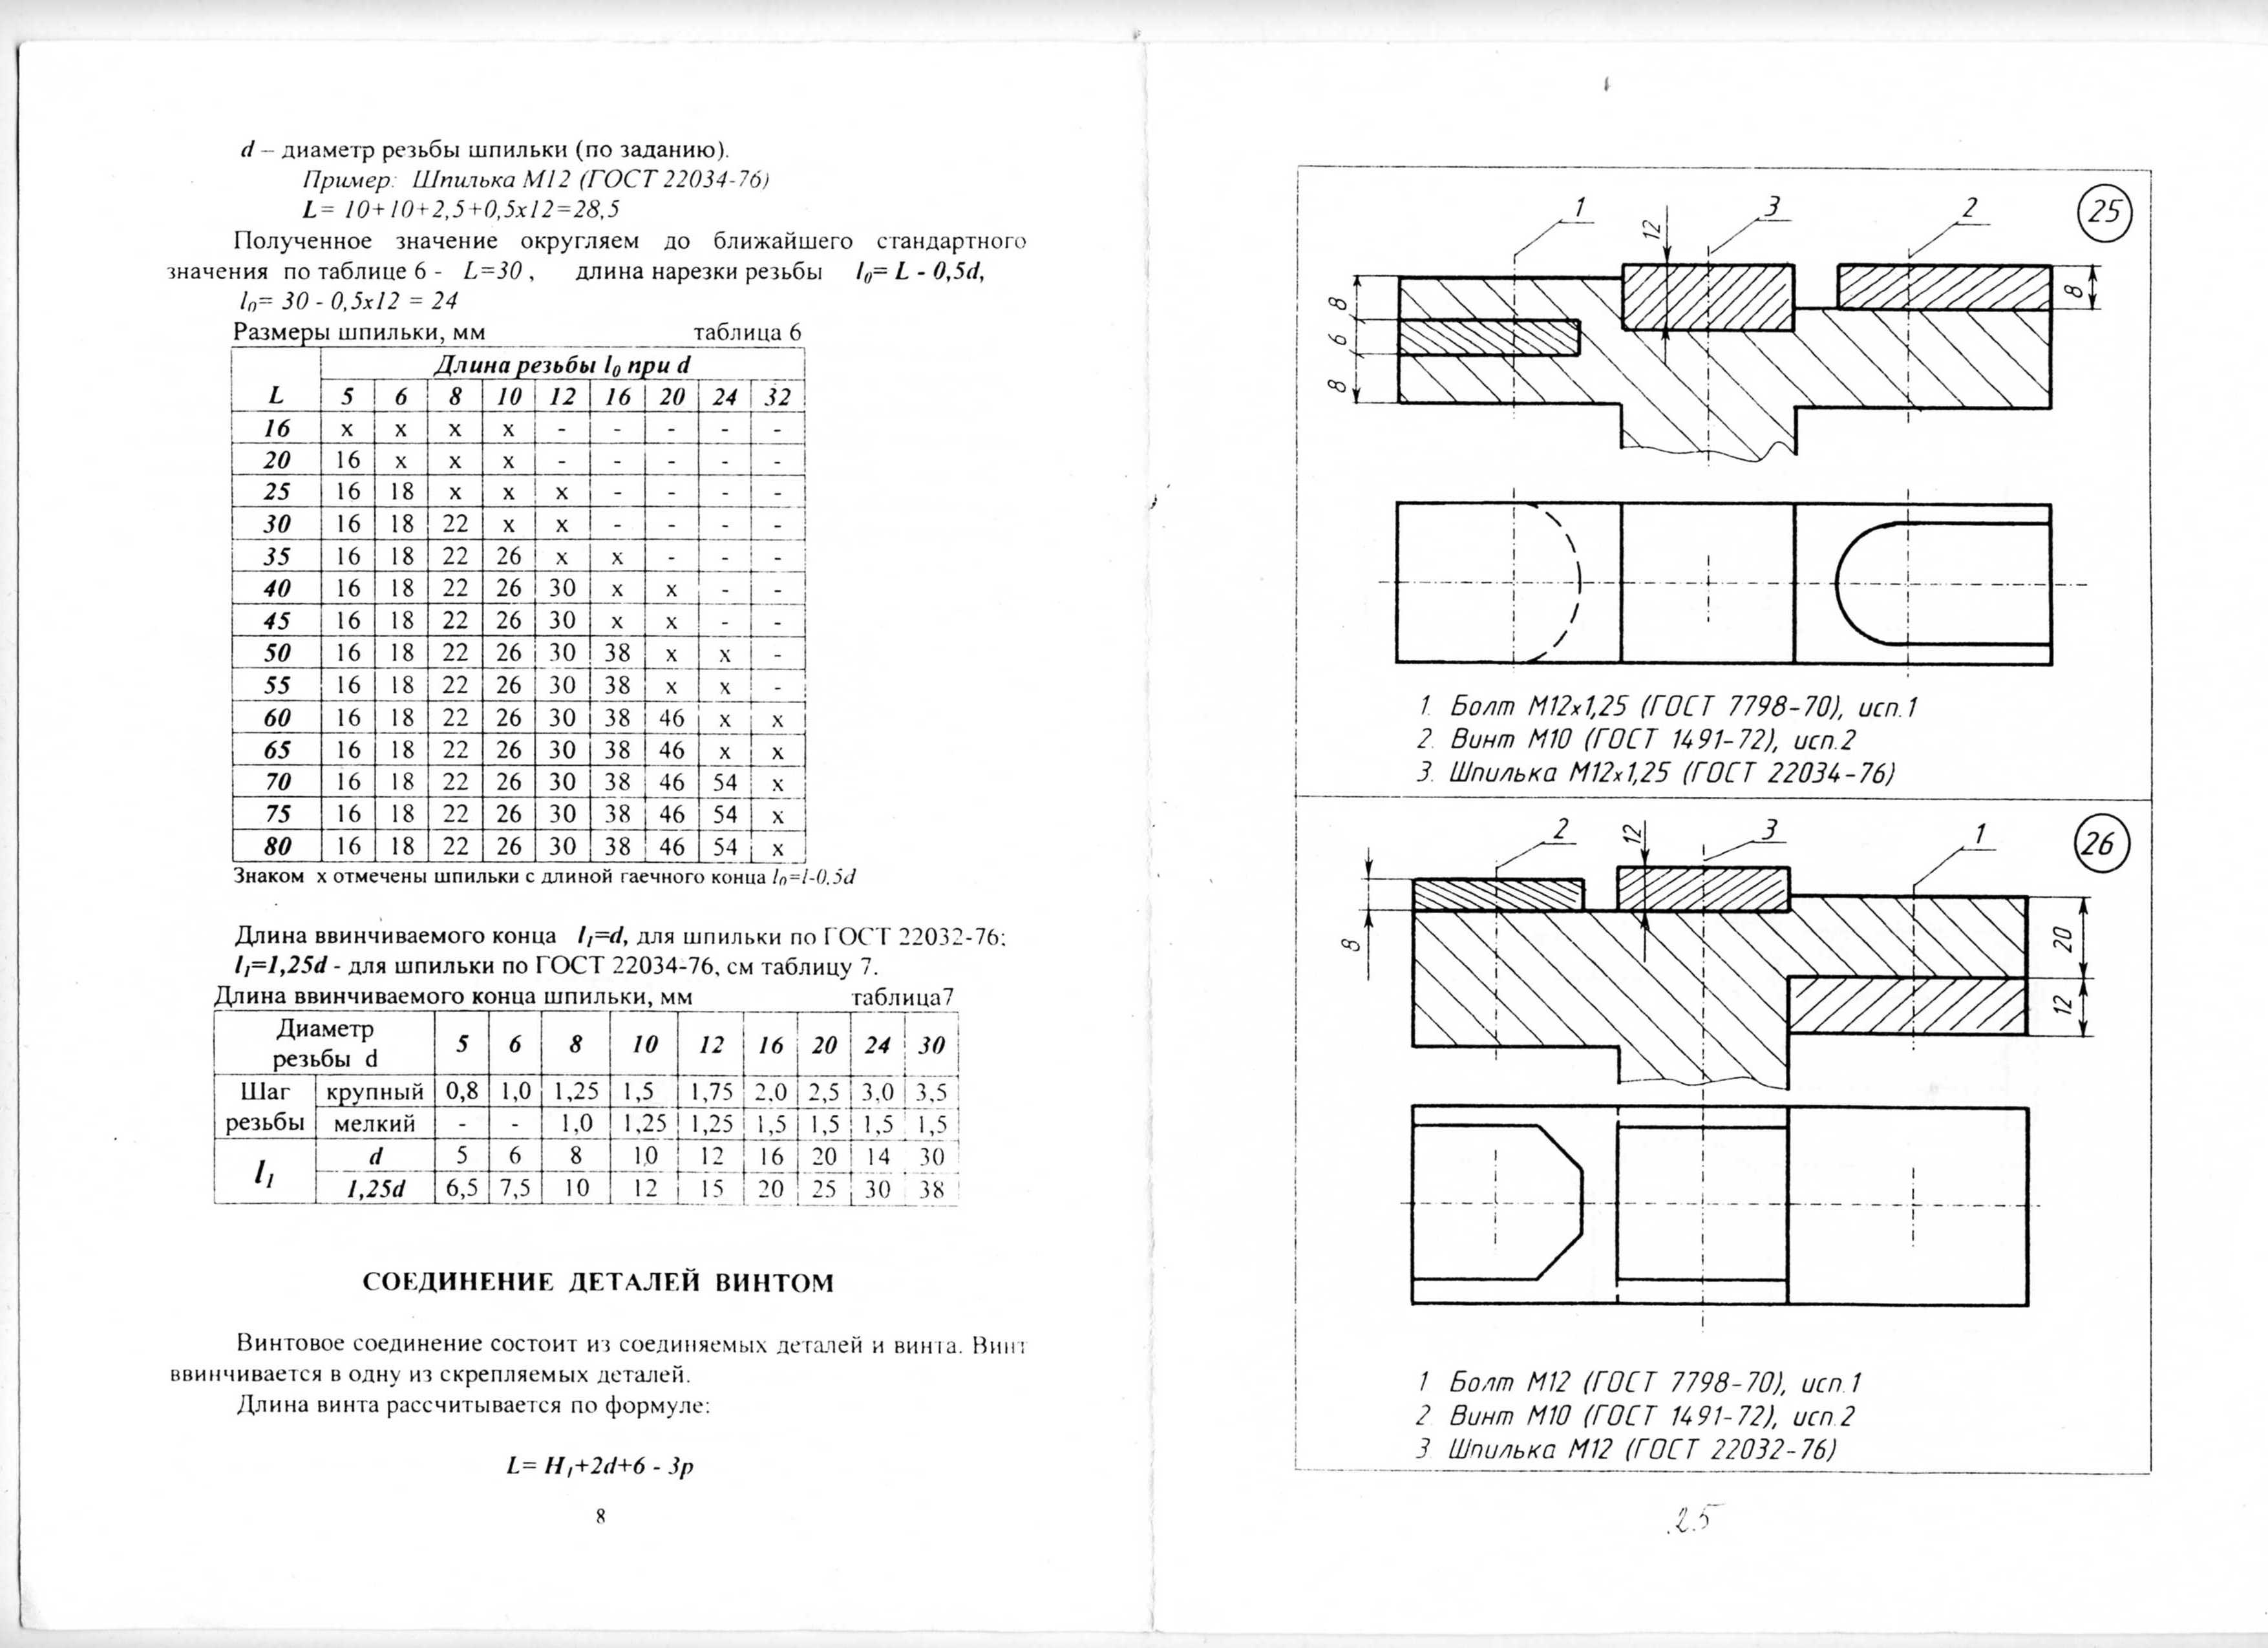 d – диаметр резьбы шпильки (по заданию).
Пример: Шпилька М12 (ГОСТ 22034-76)
L= 10+10+2,5+0,5х12=28,5
Полученное значение округляем до ближайшего стандартного
значения по таблице 6 - L=30 , длина нарезки резьбы l₀= L - 0,5d,
l₀= 30 - 0,5х12 = 24
Размеры шпильки, мм таблица 6
L Длина резьбы l₀ при d
5 6 8 10 12 16 20 24 32
16 х х х х - - - - -
20 16 х х х - - - - -
25 16 18 х х х - - - -
30 16 18 22 х х - - - -
35 16 18 22 26 х х - - -
40 16 18 22 26 30 х х - -
45 16 18 22 26 30 х х - -
50 16 18 22 26 30 38 х х -
55 16 18 22 26 30 38 х х -
60 16 18 22 26 30 38 46 х х
65 16 18 22 26 30 38 46 х х
70 16 18 22 26 30 38 46 54 х
75 16 18 22 26 30 38 46 54 х
80 16 18 22 26 30 38 46 54 х
Знаком х отмечены шпильки с длиной гаечного конца l₀=l-0,5d
Длина ввинчиваемого конца l₁=d, для шпильки по ГОСТ 22032-76;
l₁=1,25d - для шпильки по ГОСТ 22034-76, см таблицу 7.
Длина ввинчиваемого конца шпильки, мм таблица7
Диаметр резьбы d 5 6 8 10 12 16 20 24 30
Шаг резьбы крупный 0,8 1,0 1,25 1,5 1,75 2,0 2,5 3,0 3,5
мелкий - - 1,0 1,25 1,25 1,5 1,5 1,5 1,5
l₁ d 5 6 8 10 12 16 20 14 30
1,25d 6,5 7,5 10 12 15 20 25 30 38
СОЕДИНЕНИЕ ДЕТАЛЕЙ ВИНТОМ
Винтовое соединение состоит из соединяемых деталей и винта. Винт
ввинчивается в одну из скрепляемых деталей.
Длина винта рассчитывается по формуле:
L= H₁+2d+6 - 3p
8
1 12 3 2 25
8 6 8 8
1. Болт М12х1,25 (ГОСТ 7798-70), исп.1
2. Винт М10 (ГОСТ 1491-72), исп.2
3. Шпилька М12х1,25 (ГОСТ 22034-76)
2 12 3 1 26
8 20 12
1 Болт М12 (ГОСТ 7798-70), исп.1
2 Винт М10 (ГОСТ 1491-72), исп.2
3 Шпилька М12 (ГОСТ 22032-76)
25